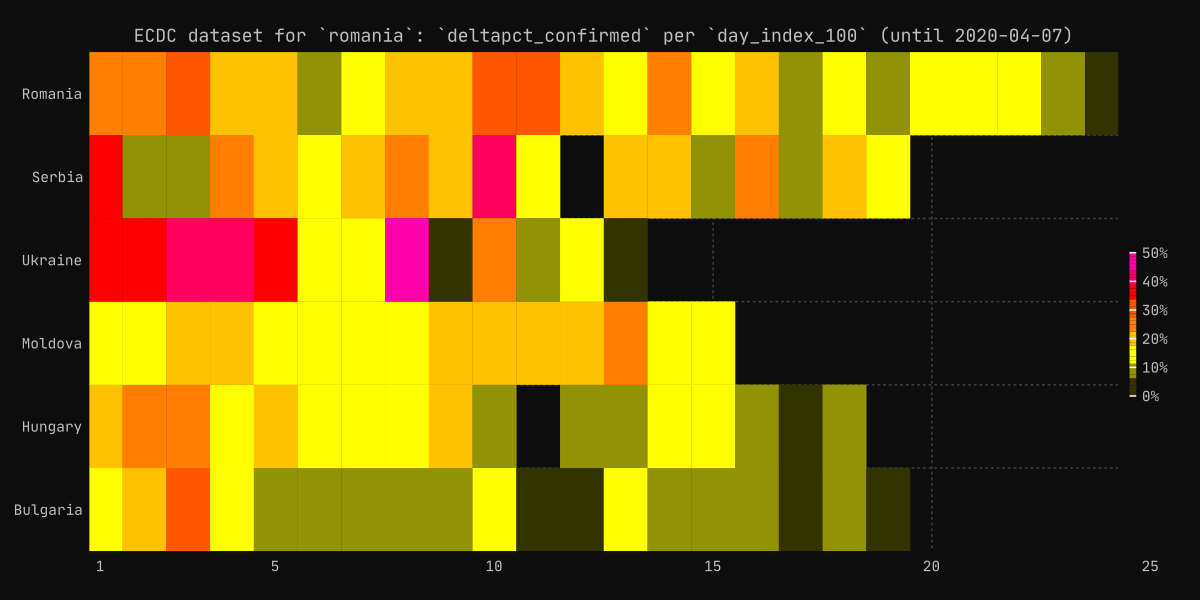 ECDC dataset for `romania`: `deltapct_confirmed` per `day_index_100` (until 2020-04-07)
Romania
Serbia
Ukraine
Moldova
Hungary
Bulgaria
50%
40%
30%
20%
10%
0%
1 5 10 15 20 25